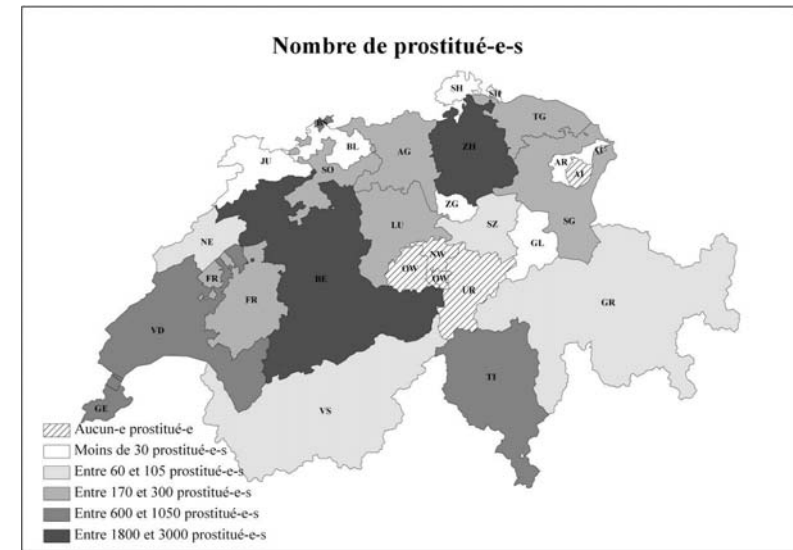 Nombre de prostitué-e-s
SH
SH
TG
BL
AG
ZH
JU
SO
AR
AI
ZG
LU
SZ
SG
NE
GL
NW
OW
OW
FR
FR
BE
UR
GR
VD
TI
GE
VS
Aucun-e prostitué-e
Moins de 30 prostitué-e-s
Entre 60 et 105 prostitué-e-s
Entre 170 et 300 prostitué-e-s
Entre 600 et 1050 prostitué-e-s
Entre 1800 et 3000 prostitué-e-s